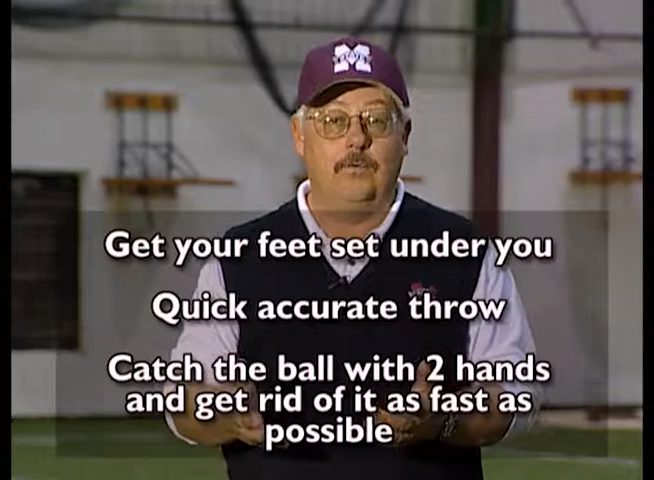 M
STATE
Get your feet set under you
Quick accurate throw
Catch the ball with 2 hands
and get rid of it as fast as
possible